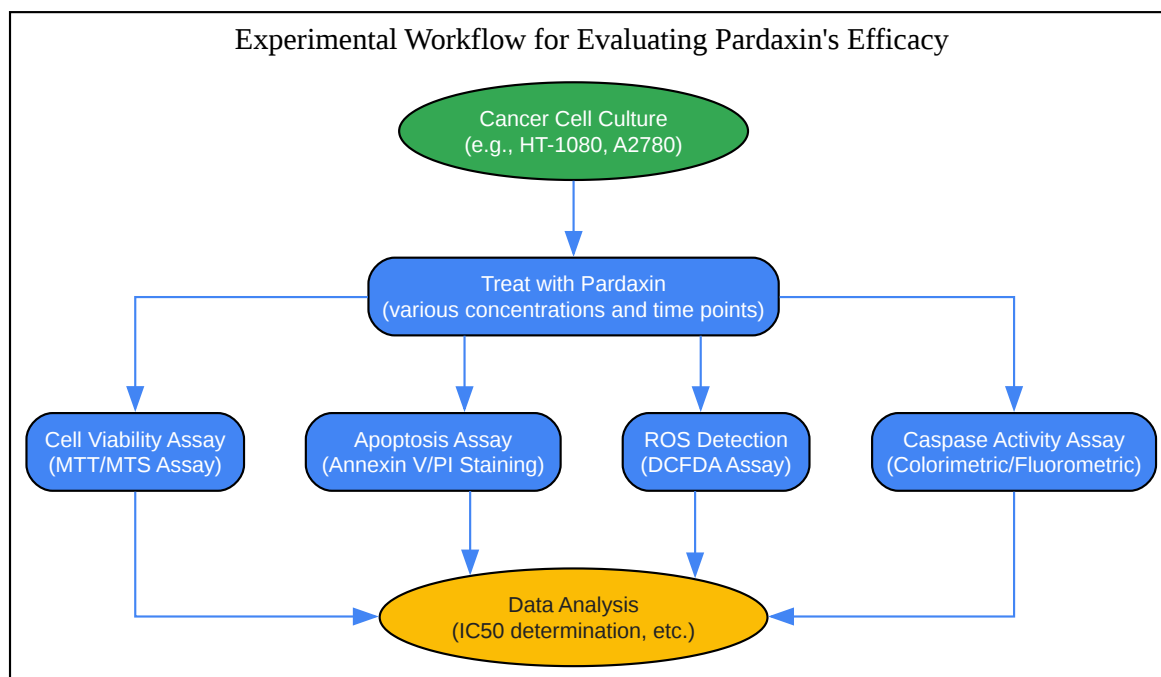 Experimental Workflow for Evaluating Pardaxin's Efficacy
Cancer Cell Culture
(e.g., HT-1080, A2780)
Treat with Pardaxin
(various concentrations and time points)
Cell Viability Assay
(MTT/MTS Assay)
Apoptosis Assay
(Annexin V/PI Staining)
ROS Detection
(DCFDA Assay)
Caspase Activity Assay
(Colorimetric/Fluorometric)
Data Analysis
(IC50 determination, etc.)